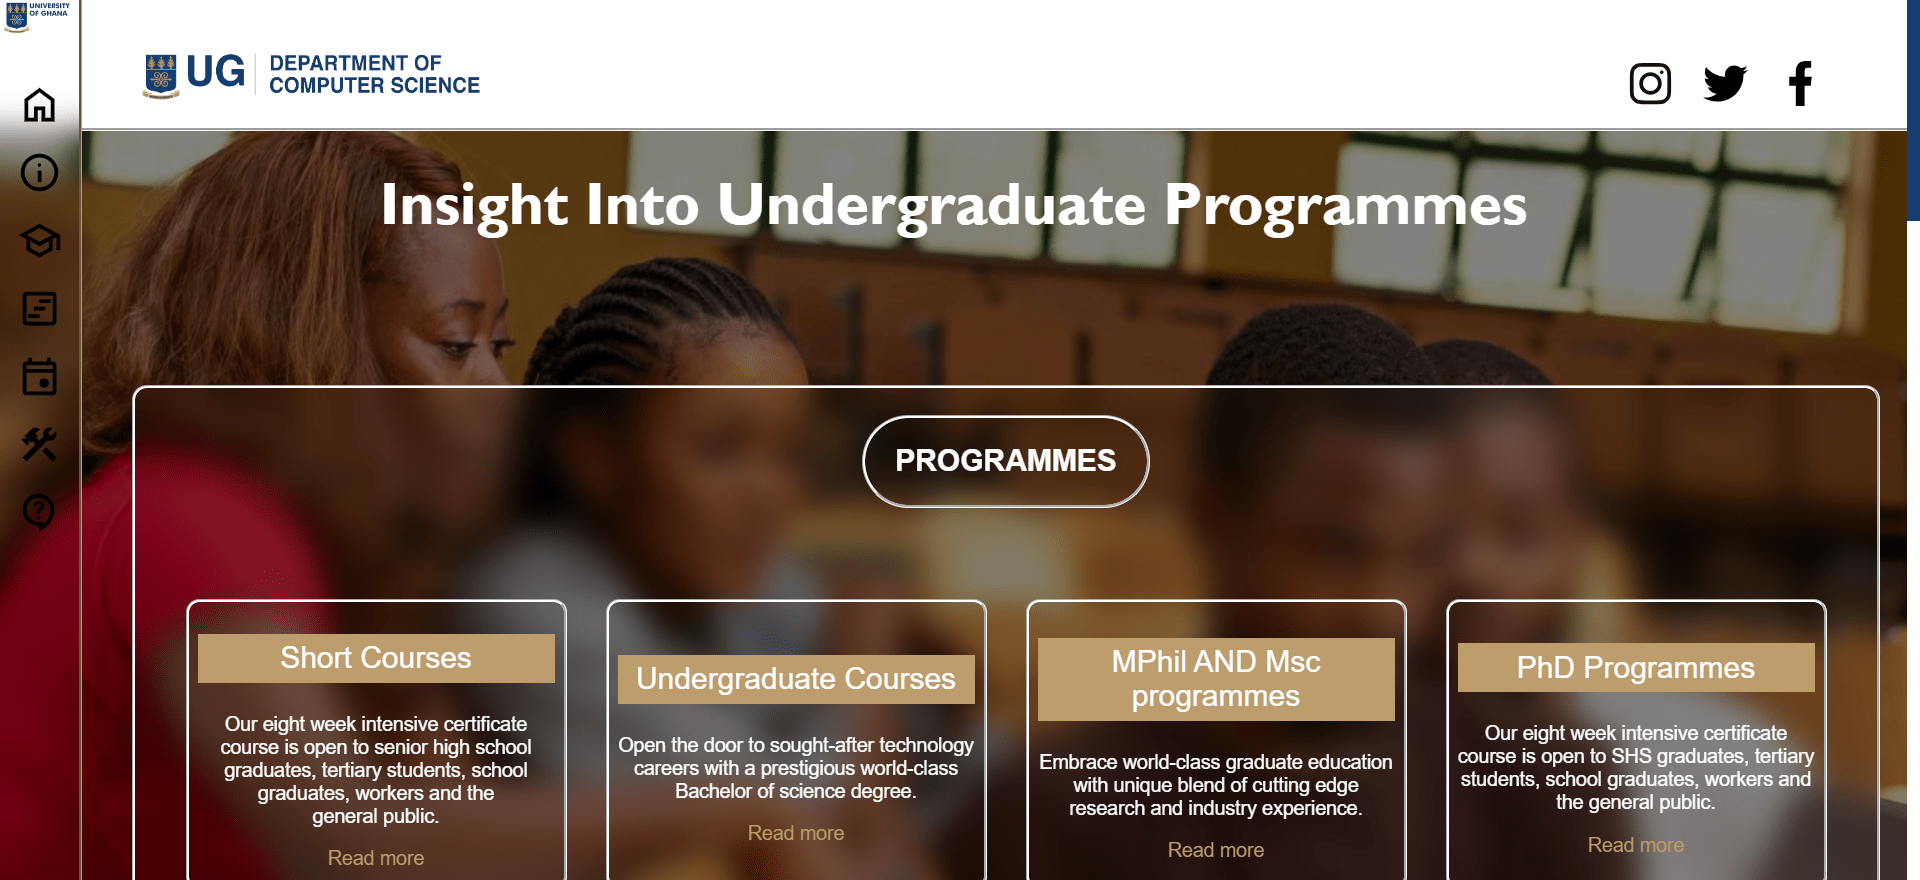 UNIVERSITY
OF GHANA
UG
DEPARTMENT OF
COMPUTER SCIENCE
Insight Into Undergraduate Programmes
PROGRAMMES
Short Courses
Our eight week intensive certificate
course is open to senior high school
graduates, tertiary students, school
graduates, workers and the
general public.
Read more
Undergraduate Courses
Open the door to sought-after technology
careers with a prestigious world-class
Bachelor of science degree.
Read more
MPhil AND Msc
programmes
Embrace world-class graduate education
with unique blend of cutting edge
research and industry experience.
Read more
PhD Programmes
Our eight week intensive certificate
course is open to SHS graduates, tertiary
students, school graduates, workers and
the general public.
Read more